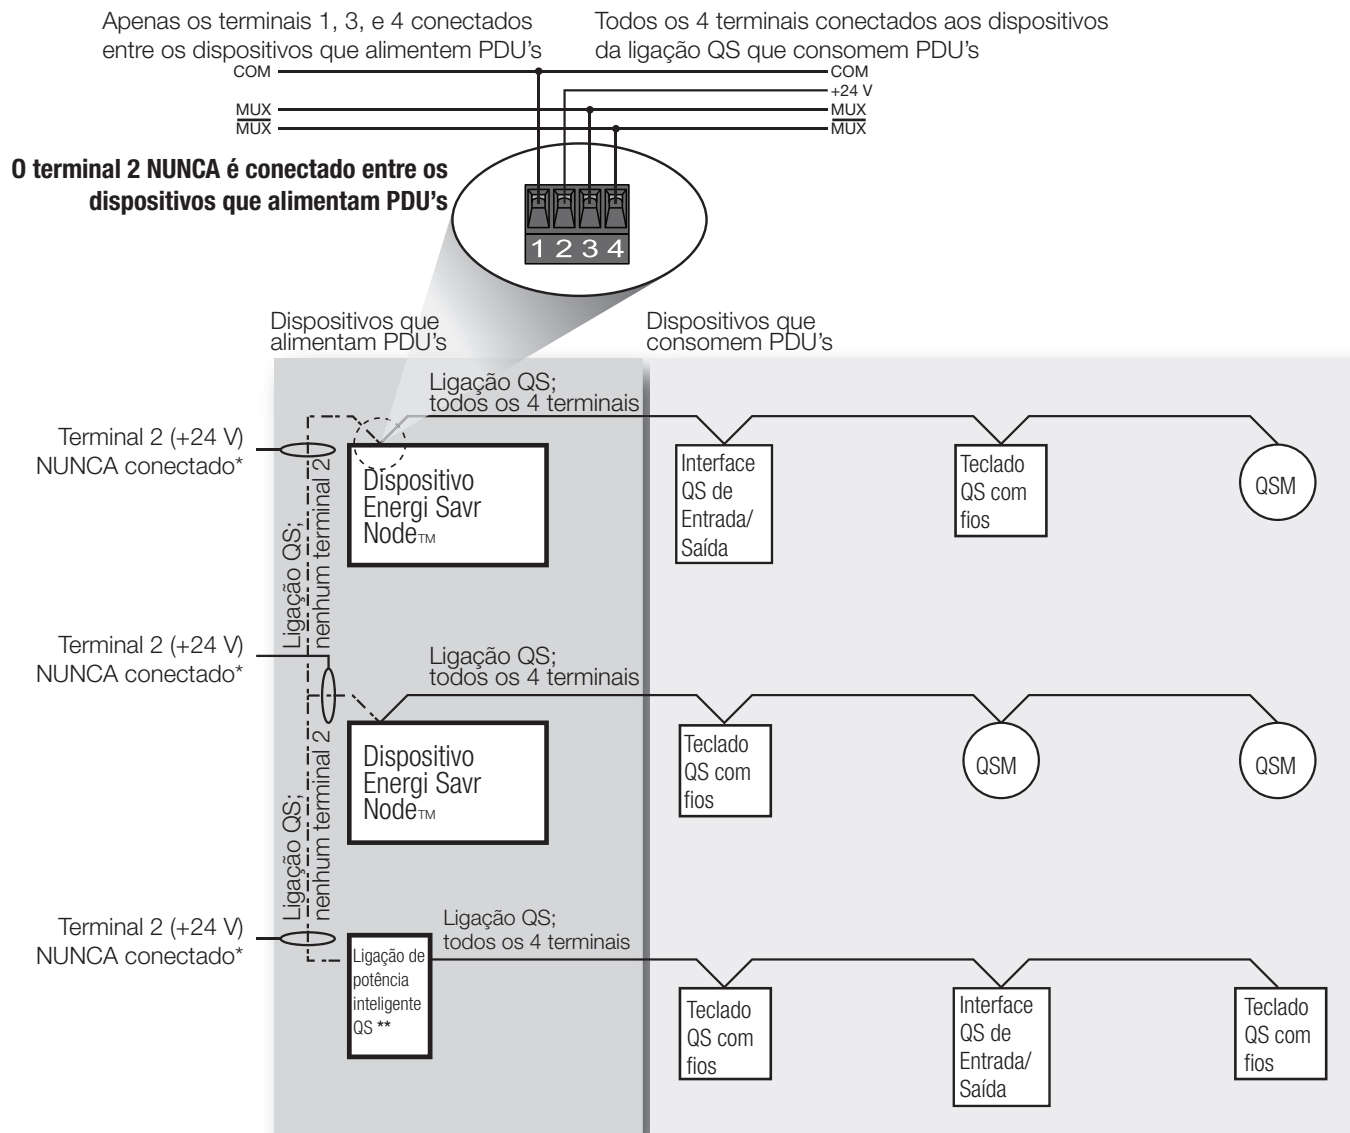 Apenas os terminais 1, 3, e 4 conectados
entre os dispositivos que alimentem PDU's
Todos os 4 terminais conectados aos dispositivos
da ligação QS que consomem PDU's
COM
MUX
MUX
COM
+24 V
MUX
MUX
O terminal 2 NUNCA é conectado entre os
dispositivos que alimentam PDU's
1 2 3 4
Dispositivos que
alimentam PDU's
Dispositivos que
consomem PDU's
Ligação QS;
todos os 4 terminais
Terminal 2 (+24 V)
NUNCA conectado*
Ligação QS;
nenhum terminal 2
Dispositivo
Energi Savr
Node™
Interface
QS de
Entrada/
Saída
Teclado
QS com
fios
QSM
Terminal 2 (+24 V)
NUNCA conectado*
Ligação QS;
todos os 4 terminais
Ligação QS;
nenhum terminal 2
Dispositivo
Energi Savr
Node™
Teclado
QS com
fios
QSM
QSM
Terminal 2 (+24 V)
NUNCA conectado*
Ligação QS;
todos os 4 terminais
Ligação de
potência
inteligente
QS **
Teclado
QS com
fios
Interface
QS de
Entrada/
Saída
Teclado
QS com
fios